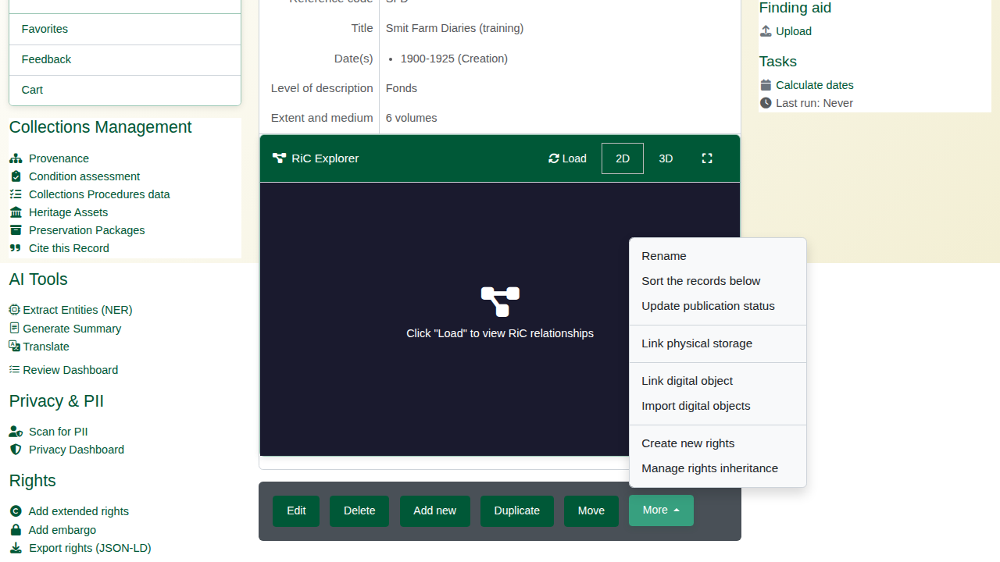 Favorites
Feedback
Cart
Collections Management
Provenance
Condition assessment
Collections Procedures data
Heritage Assets
Preservation Packages
Cite this Record
AI Tools
Extract Entities (NER)
Generate Summary
Translate
Review Dashboard
Privacy & PII
Scan for PII
Privacy Dashboard
Rights
Add extended rights
Add embargo
Export rights (JSON-LD)
Title Smit Farm Diaries (training)
Date(s) • 1900-1925 (Creation)
Level of description Fonds
Extent and medium 6 volumes
RiC Explorer Load 2D 3D
Click "Load" to view RiC relationships
Rename
Sort the records below
Update publication status
Link physical storage
Link digital object
Import digital objects
Create new rights
Manage rights inheritance
Edit Delete Add new Duplicate Move More
Finding aid
Upload
Tasks
Calculate dates
Last run: Never